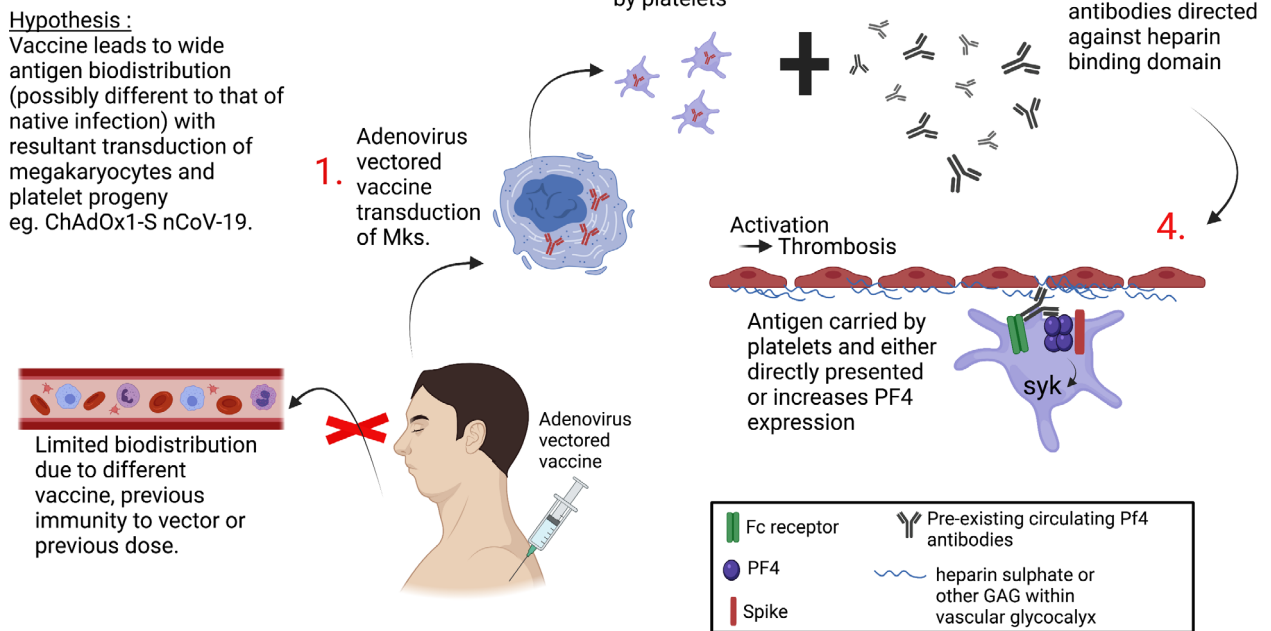 Hypothesis :
Vaccine leads to wide
antigen biodistribution
(possibly different to that of
native infection) with
resultant transduction of
megakaryocytes and
platelet progeny
eg. ChAdOx1-S nCoV-19.
1.
Adenovirus
vectored
vaccine
transduction
of Mks.
by platelets
antibodies directed
against heparin
binding domain
4.
Activation
→ Thrombosis
Antigen carried by
platelets and either
directly presented
or increases PF4
expression
syk
Limited biodistribution
due to different
vaccine, previous
immunity to vector or
previous dose.
Adenovirus
vectored
vaccine
Fc receptor
PF4
Spike
Pre-existing circulating Pf4
antibodies
heparin sulphate or
other GAG within
vascular glycocalyx